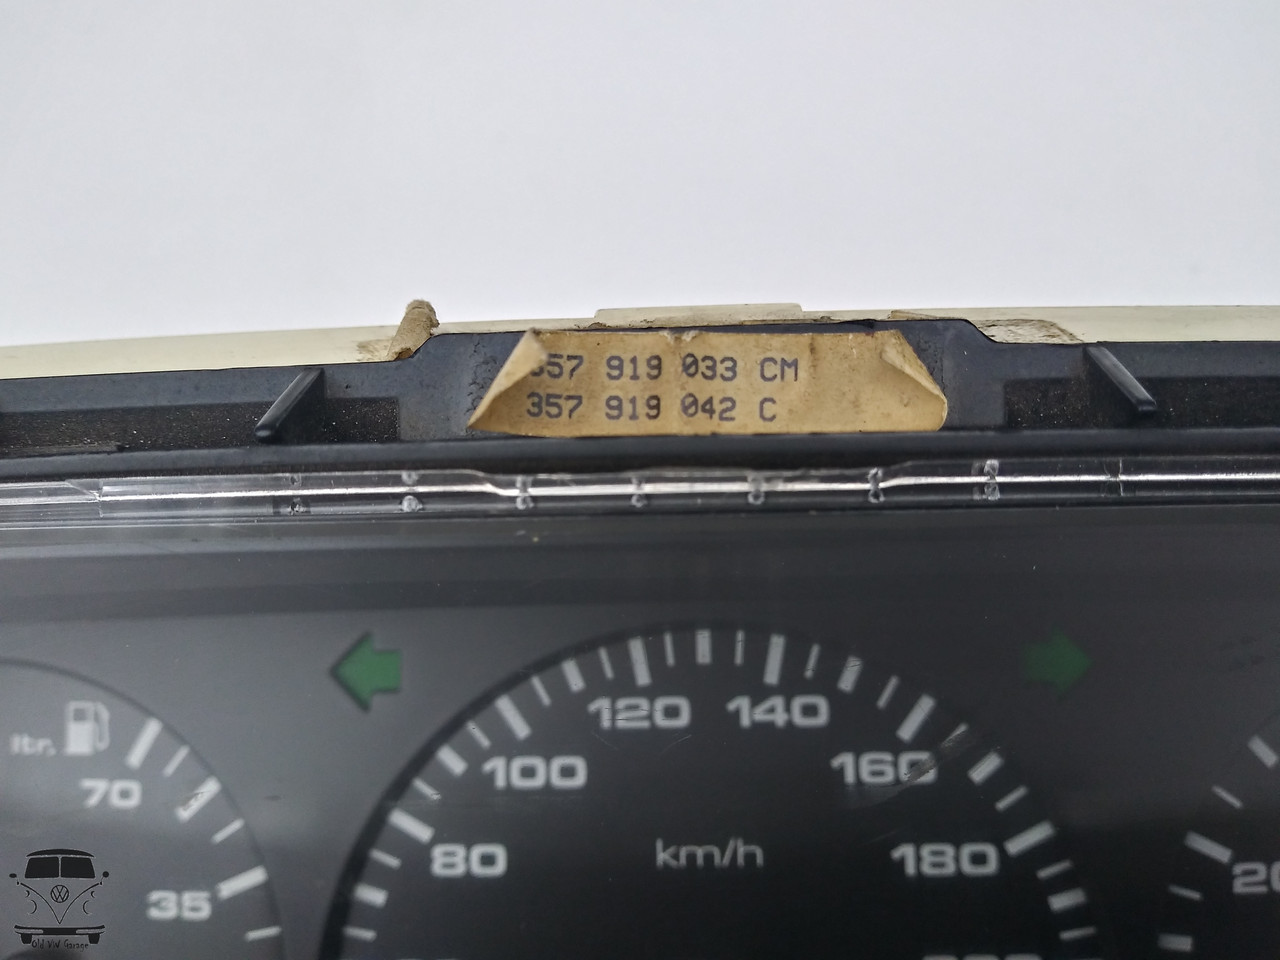 357 919 033 CM
357 919 042 C
120 140
100 160
ltr.
70
80 km/h 180
35
20
Old VW Garage